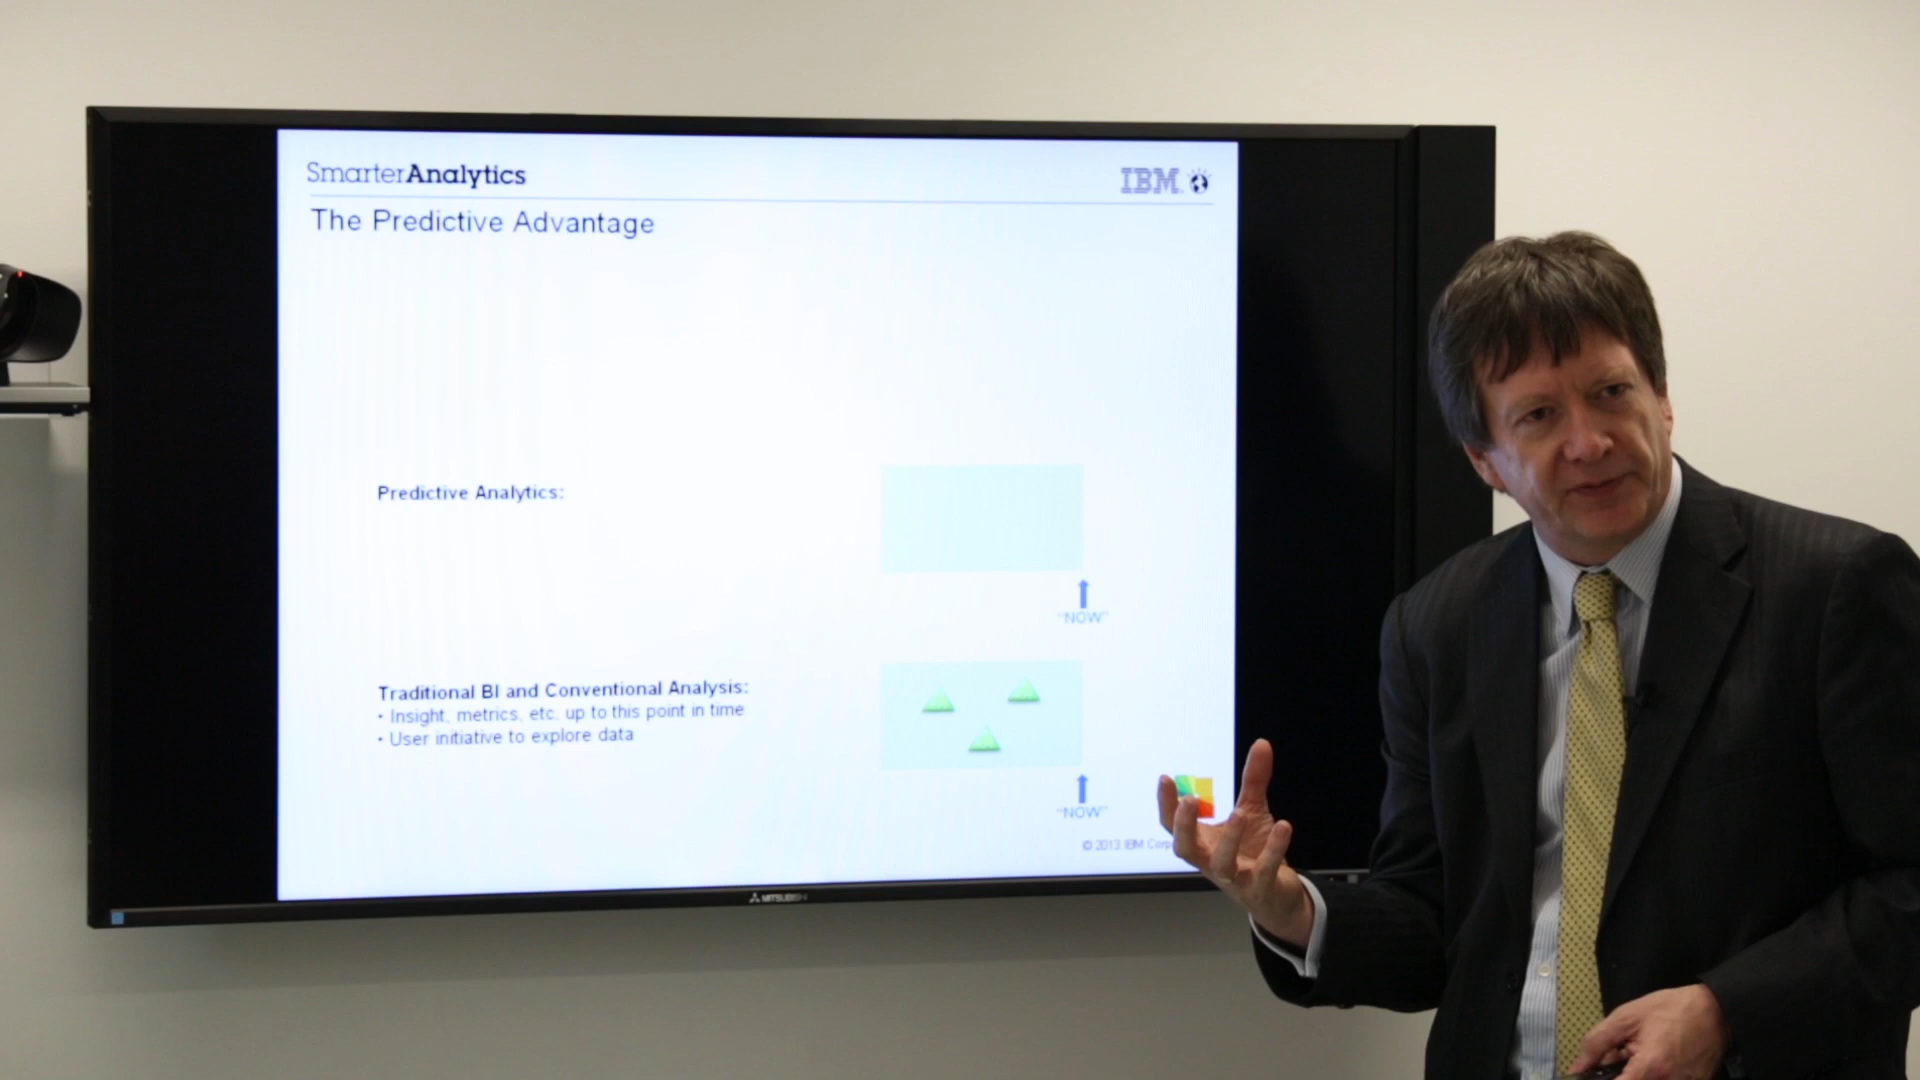 SmarterAnalytics
IBM
The Predictive Advantage
Predictive Analytics:
"NOW"
Traditional BI and Conventional Analysis:
• Insight, metrics, etc. up to this point in time
• User initiative to explore data
"NOW"
© 2013 IBM
MITSUBISHI